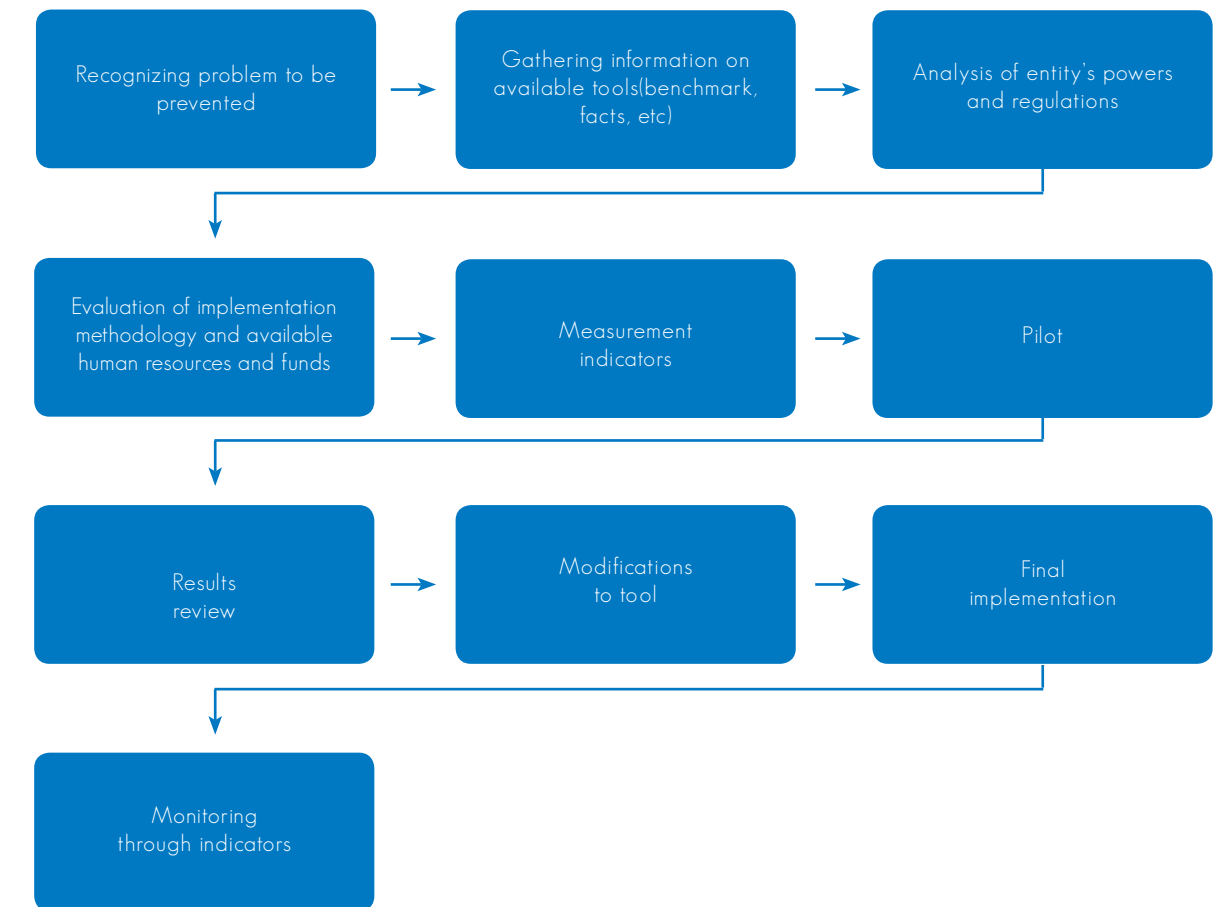 Recognizing problem to be
prevented
Gathering information on
available tools(benchmark,
facts, etc)
Analysis of entity's powers
and regulations
Evaluation of implementation
methodology and available
human resources and funds
Measurement
indicators
Pilot
Results
review
Modifications
to tool
Final
implementation
Monitoring
through indicators